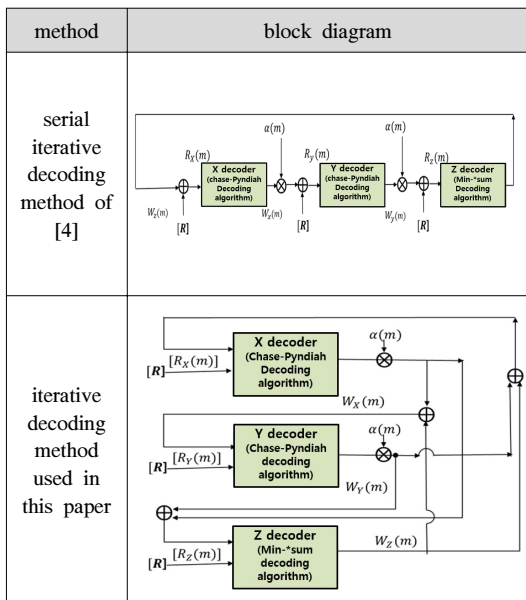 method
block diagram
serial
iterative
decoding
method of
[4]
α(m)
α(m)
R_X(m)
X decoder
(chase-Pyndiah
Decoding
algorithm)
R_y(m)
Y decoder
(chase-Pyndiah
Decoding
algorithm)
R_z(m)
Z decoder
(Min-*sum
Decoding
algorithm)
W_z(m)
[R]
W_x(m)
[R]
W_y(m)
[R]
iterative
decoding
method
used in
this paper
X decoder
(Chase-Pyndiah
Decoding
algorithm)
α(m)
[R] [R_X(m)]
W_X(m)
Y decoder
(Chase-Pyndiah
decoding
algorithm)
α(m)
[R] [R_Y(m)]
W_Y(m)
Z decoder
(Min-*sum
decoding
algorithm)
W_Z(m)
[R] [R_Z(m)]